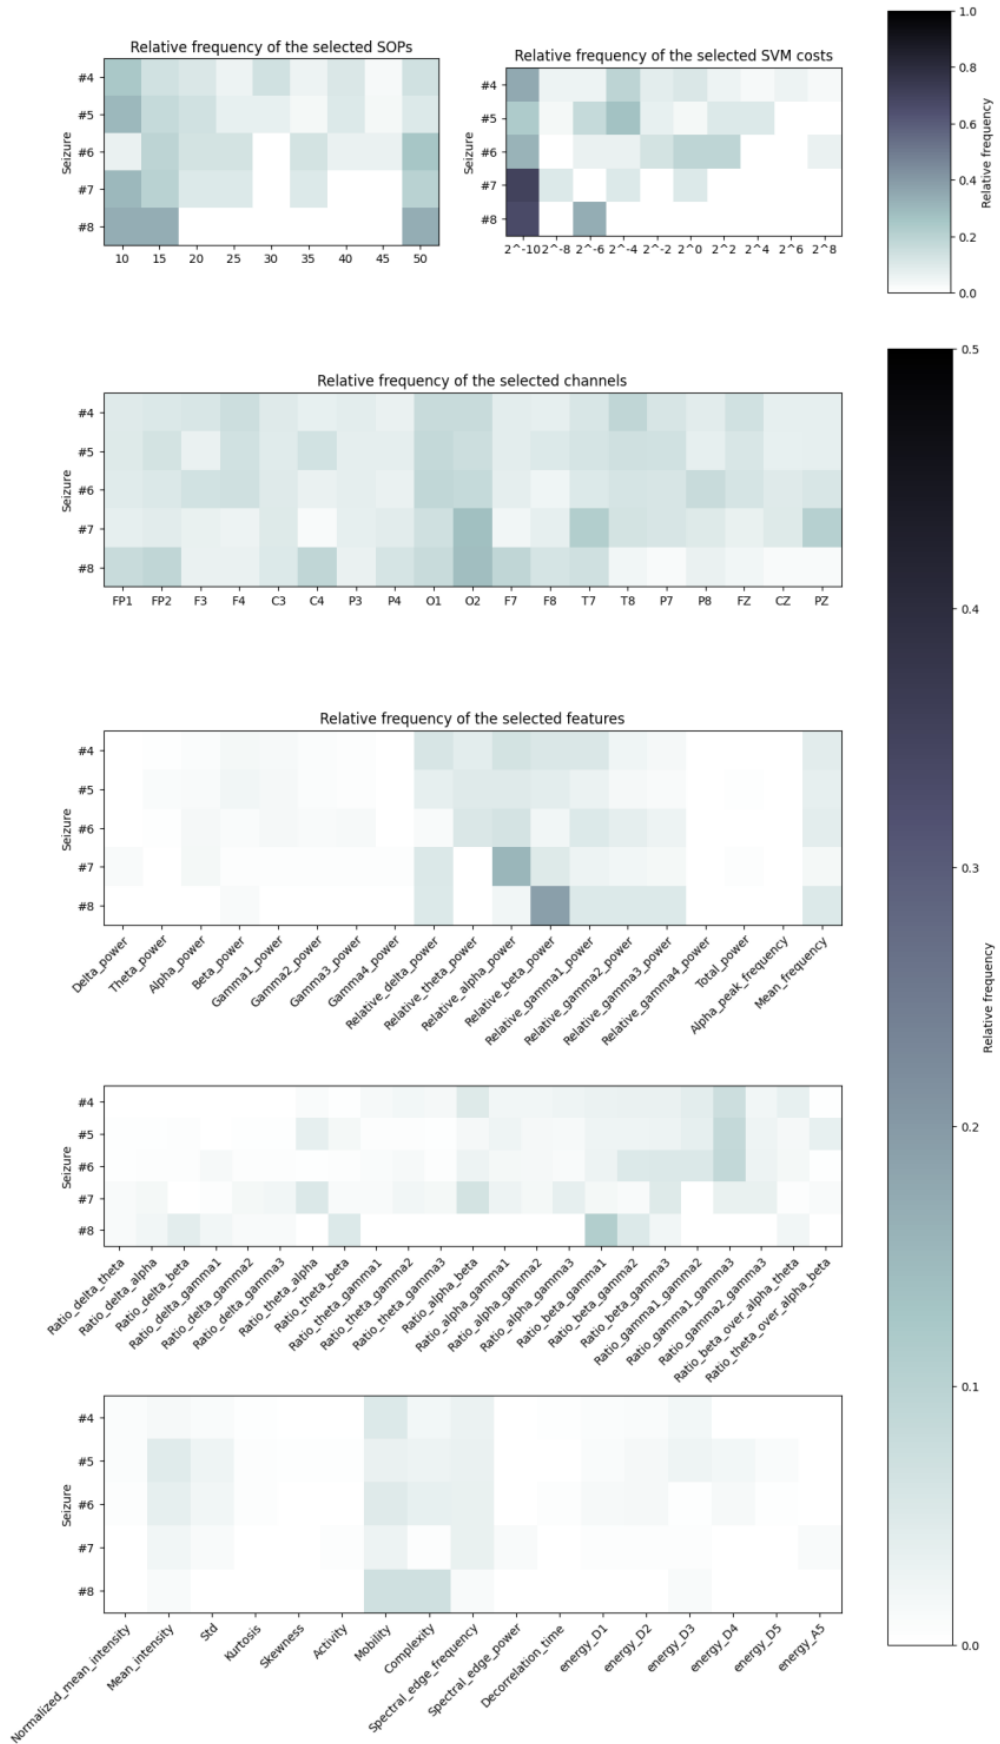 Relative frequency of the selected SOPs
Seizure
#4
#5
#6
#7
#8
10 15 20 25 30 35 40 45 50
Relative frequency of the selected SVM costs
Seizure
#4
#5
#6
#7
#8
2^-10 2^-8 2^-6 2^-4 2^-2 2^0 2^2 2^4 2^6 2^8
1.0
0.8
0.6
0.4
0.2
0.0
Relative frequency
Relative frequency of the selected channels
Seizure
#4
#5
#6
#7
#8
FP1 FP2 F3 F4 C3 C4 P3 P4 O1 O2 F7 F8 T7 T8 P7 P8 FZ CZ PZ
Relative frequency of the selected features
Seizure
#4
#5
#6
#7
#8
Delta_power
Theta_power
Alpha_power
Beta_power
Gamma1_power
Gamma2_power
Gamma3_power
Gamma4_power
Relative_delta_power
Relative_theta_power
Relative_alpha_power
Relative_beta_power
Relative_gamma1_power
Relative_gamma2_power
Relative_gamma3_power
Relative_gamma4_power
Total_power
Alpha_peak_frequency
Mean_frequency
Seizure
#4
#5
#6
#7
#8
Ratio_delta_theta
Ratio_delta_alpha
Ratio_delta_beta
Ratio_delta_gamma1
Ratio_delta_gamma2
Ratio_delta_gamma3
Ratio_theta_alpha
Ratio_theta_beta
Ratio_theta_gamma1
Ratio_theta_gamma2
Ratio_theta_gamma3
Ratio_alpha_beta
Ratio_alpha_gamma1
Ratio_alpha_gamma2
Ratio_alpha_gamma3
Ratio_beta_gamma1
Ratio_beta_gamma2
Ratio_beta_gamma3
Ratio_gamma1_gamma2
Ratio_gamma1_gamma3
Ratio_gamma2_gamma3
Ratio_beta_over_alpha_theta
Ratio_theta_over_alpha_beta
Seizure
#4
#5
#6
#7
#8
Normalized_mean_intensity
Mean_intensity
Std
Kurtosis
Skewness
Activity
Mobility
Complexity
Spectral_edge_frequency
Spectral_edge_power
Decorrelation_time
energy_D1
energy_D2
energy_D3
energy_D4
energy_D5
energy_A5
0.5
0.4
0.3
0.2
0.1
0.0
Relative frequency